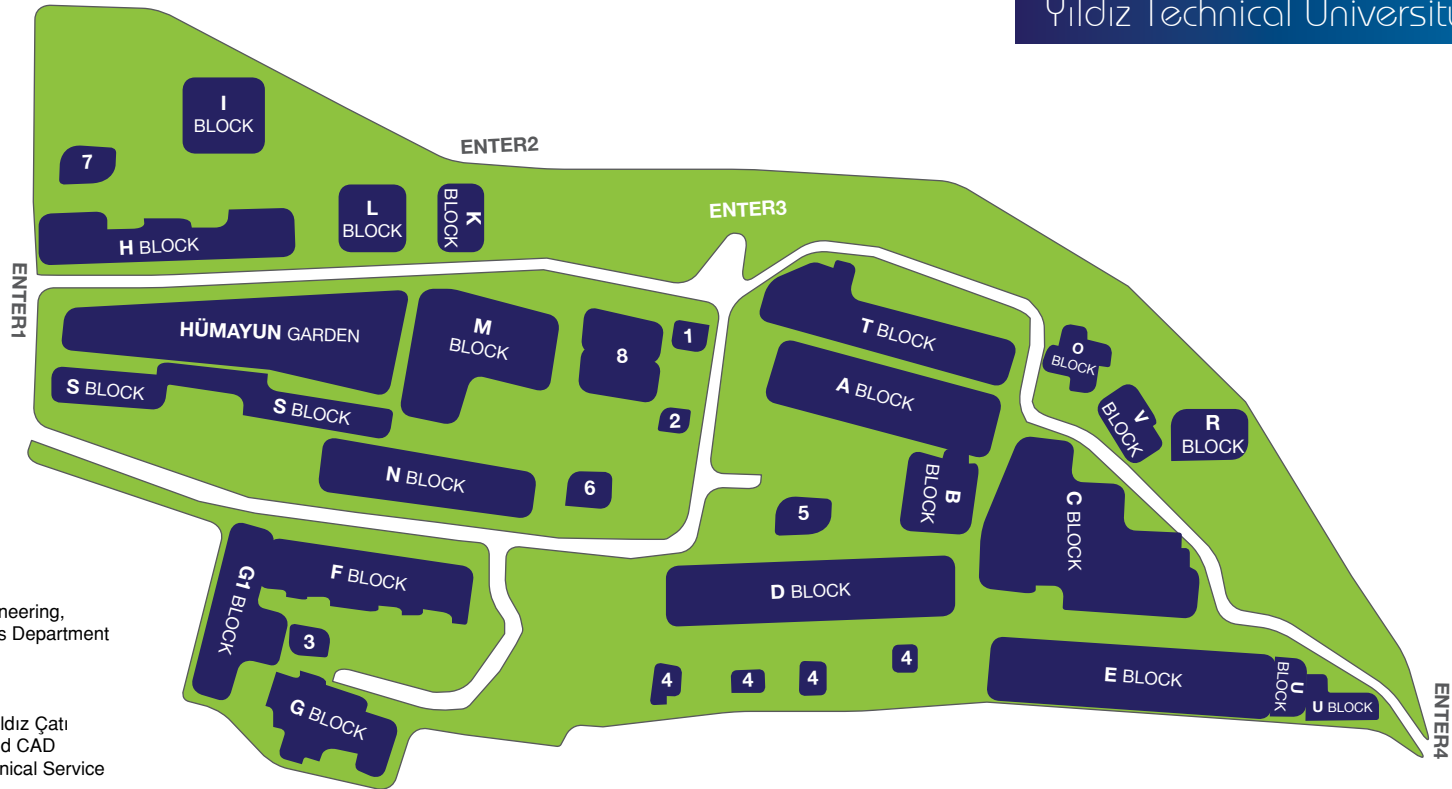 Yıldız Technical University
I
BLOCK
ENTER2
7
L
BLOCK
K
BLOCK
ENTER3
H BLOCK
ENTER1
HÜMAYUN GARDEN
M
BLOCK
8
1
T BLOCK
O
BLOCK
S BLOCK
S BLOCK
2
A BLOCK
V
BLOCK
R
BLOCK
N BLOCK
6
B
BLOCK
5
C BLOCK
F BLOCK
G1 BLOCK
D BLOCK
neering,
s Department
3
4
4
4
4
E BLOCK
U
BLOCK
U BLOCK
G BLOCK
ENTER4
ldız Çatı
d CAD
nical Service